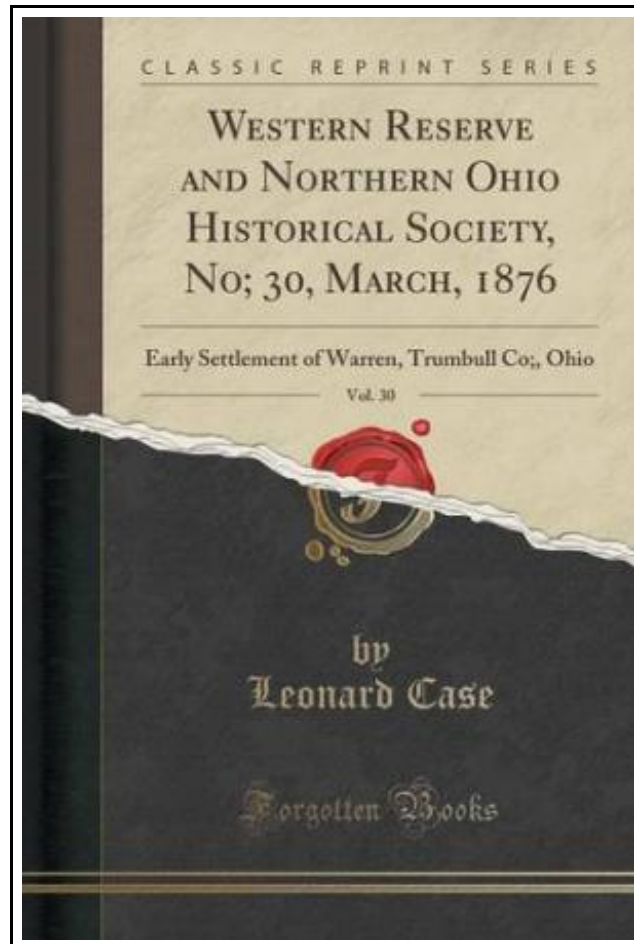 CLASSIC REPRINT SERIES
WESTERN RESERVE
AND NORTHERN OHIO
HISTORICAL SOCIETY,
NO; 30, MARCH, 1876
Early Settlement of Warren, Trumbull Co;, Ohio
Vol. 30
by
Leonard Case
Forgotten Books